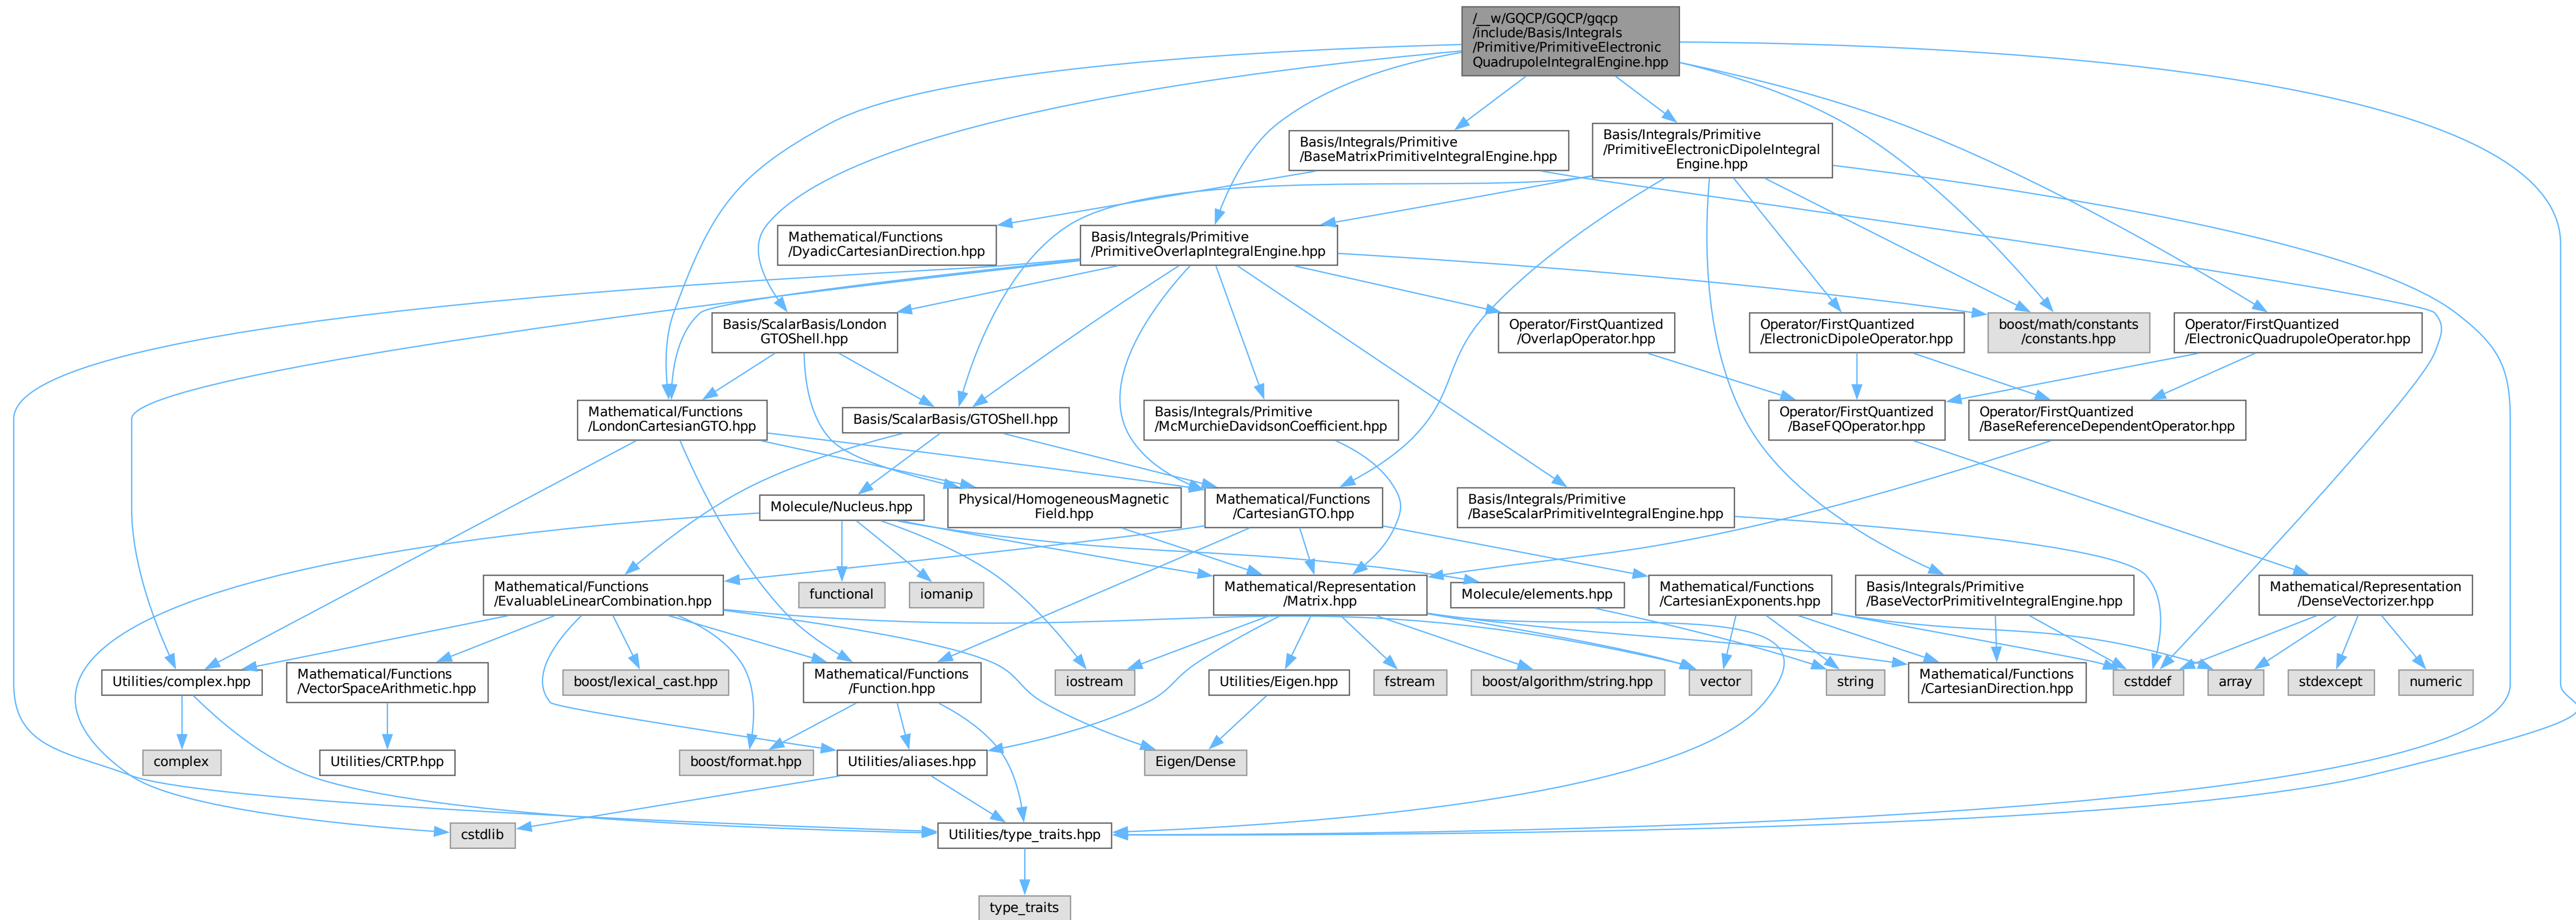 /__w/GQCP/GQCP/gqcp
/include/Basis/Integrals
/Primitive/PrimitiveElectronic
QuadrupoleIntegralEngine.hpp
Basis/Integrals/Primitive
/BaseMatrixPrimitiveIntegralEngine.hpp
Basis/Integrals/Primitive
/PrimitiveElectronicDipoleIntegral
Engine.hpp
Mathematical/Functions
/DyadicCartesianDirection.hpp
Basis/Integrals/Primitive
/PrimitiveOverlapIntegralEngine.hpp
Basis/ScalarBasis/London
GTOShell.hpp
Operator/FirstQuantized
/OverlapOperator.hpp
Operator/FirstQuantized
/ElectronicDipoleOperator.hpp
boost/math/constants
/constants.hpp
Operator/FirstQuantized
/ElectronicQuadrupoleOperator.hpp
Mathematical/Functions
/LondonCartesianGTO.hpp
Basis/ScalarBasis/GTOShell.hpp
Basis/Integrals/Primitive
/McMurchieDavidsonCoefficient.hpp
Operator/FirstQuantized
/BaseFQOperator.hpp
Operator/FirstQuantized
/BaseReferenceDependentOperator.hpp
Molecule/Nucleus.hpp
Physical/HomogeneousMagnetic
Field.hpp
Mathematical/Functions
/CartesianGTO.hpp
Basis/Integrals/Primitive
/BaseScalarPrimitiveIntegralEngine.hpp
Mathematical/Functions
/EvaluableLinearCombination.hpp
functional
iomanip
Mathematical/Representation
/Matrix.hpp
Molecule/elements.hpp
Mathematical/Functions
/CartesianExponents.hpp
Basis/Integrals/Primitive
/BaseVectorPrimitiveIntegralEngine.hpp
Mathematical/Representation
/DenseVectorizer.hpp
Utilities/complex.hpp
Mathematical/Functions
/VectorSpaceArithmetic.hpp
boost/lexical_cast.hpp
Mathematical/Functions
/Function.hpp
iostream
Utilities/Eigen.hpp
fstream
boost/algorithm/string.hpp
vector
string
Mathematical/Functions
/CartesianDirection.hpp
cstddef
array
stdexcept
numeric
complex
Utilities/CRTP.hpp
boost/format.hpp
Utilities/aliases.hpp
Eigen/Dense
cstdlib
Utilities/type_traits.hpp
type_traits